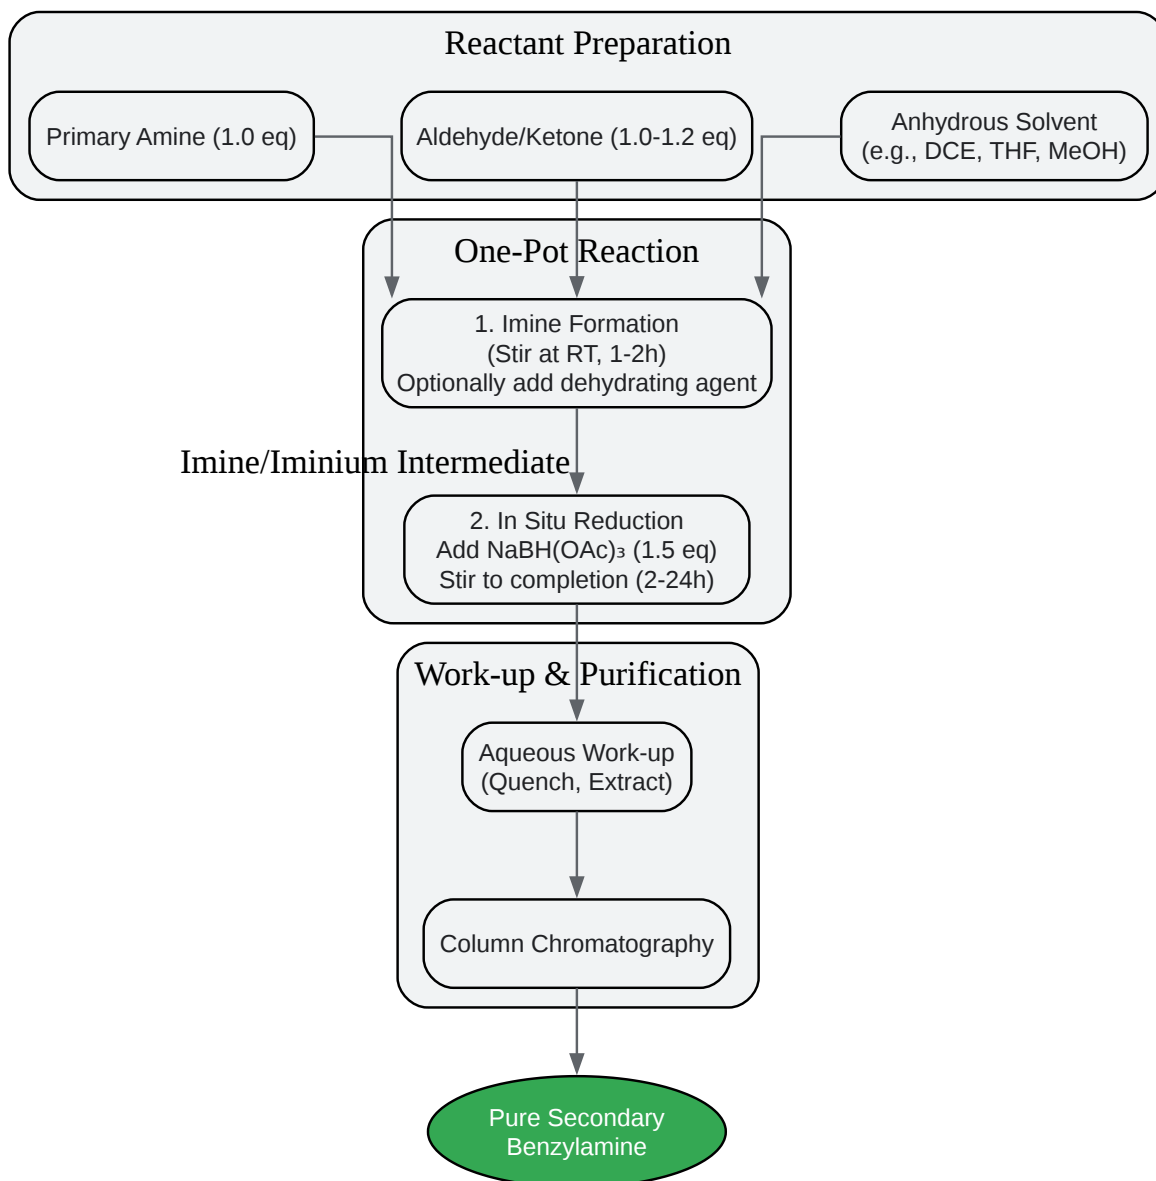 Reactant Preparation
Primary Amine (1.0 eq)
Aldehyde/Ketone (1.0-1.2 eq)
Anhydrous Solvent
(e.g., DCE, THF, MeOH)
One-Pot Reaction
1. Imine Formation
(Stir at RT, 1-2h)
Optionally add dehydrating agent
Imine/Iminium Intermediate
2. In Situ Reduction
Add NaBH(OAc)₃ (1.5 eq)
Stir to completion (2-24h)
Work-up & Purification
Aqueous Work-up
(Quench, Extract)
Column Chromatography
Pure Secondary
Benzylamine